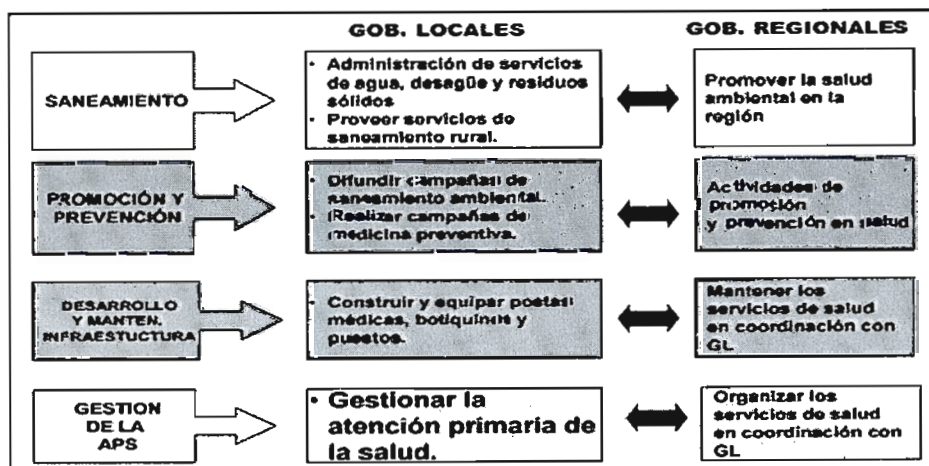 GOB. LOCALES
GOB. REGIONALES
SANEAMIENTO
• Administración de servicios
de agua, desagüe y residuos
sólidos
• Proveer servicios de
saneamiento rural.
Promover la salud
ambiental en la
región
PROMOCIÓN Y
PREVENCIÓN
• Difundir campañas de
saneamiento ambiental.
• Realizar campañas de
medicina preventiva.
Actividades de
promoción
y prevención en salud
DESARROLLO
Y MANTEN.
INFRAESTUCTURA
• Construir y equipar postas
médicas, botiquines y
puestos.
Mantener los
servicios de salud
en coordinación con
GL
GESTION
DE LA
APS
• Gestionar la
atención primaria de
la salud.
Organizar los
servicios de salud
en coordinación con
GL